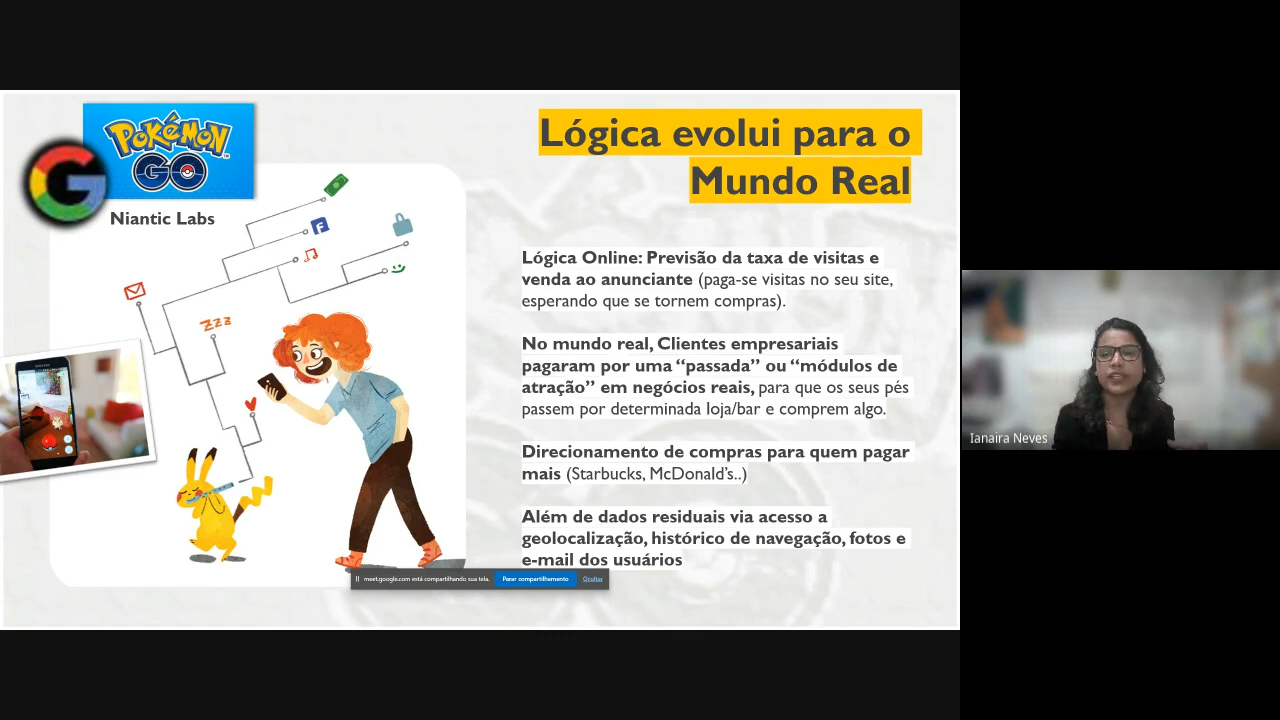 POKÉMON
GO
Niantic Labs
Lógica evolui para o
Mundo Real
Lógica Online: Previsão da taxa de visitas e
venda ao anunciante (paga-se visitas no seu site,
esperando que se tornem compras).
No mundo real, Clientes empresariais
pagaram por uma “passada” ou “módulos de
atração” em negócios reais, para que os seus pés
passem por determinada loja/bar e comprem algo.
Direcionamento de compras para quem pagar
mais (Starbucks, McDonald’s..)
Além de dados residuais via acesso a
geolocalização, histórico de navegação, fotos e
e-mail dos usuários
zzz
meet.google.com está compartilhando sua tela. Parar compartilhamento Ocultar
Ianaira Neves